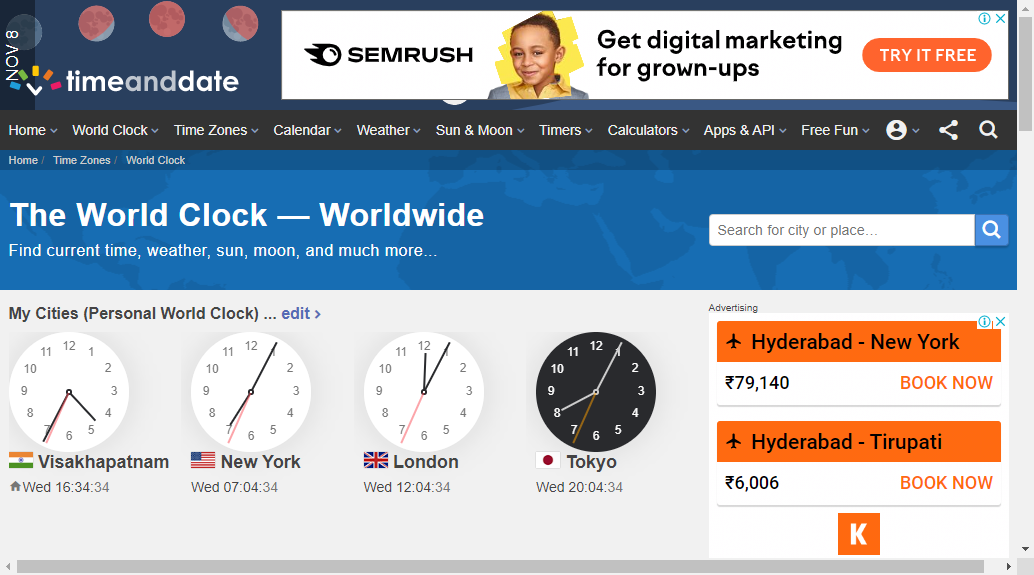 NOV 8
timeanddate
SEMRUSH
Get digital marketing
for grown-ups
TRY IT FREE
Home World Clock Time Zones Calendar Weather Sun & Moon Timers Calculators Apps & API Free Fun
Home / Time Zones / World Clock
The World Clock — Worldwide
Find current time, weather, sun, moon, and much more...
Search for city or place…
My Cities (Personal World Clock) ... edit ›
Advertising
12 1 2 3 4 5 6 7 8 9 10 11
12 1 2 3 4 5 6 7 8 9 10 11
12 1 2 3 4 5 6 7 8 9 10 11
12 1 2 3 4 5 6 7 8 9 10 11
Visakhapatnam
Wed 16:34:34
New York
Wed 07:04:34
London
Wed 12:04:34
Tokyo
Wed 20:04:34
Hyderabad - New York
₹79,140 BOOK NOW
Hyderabad - Tirupati
₹6,006 BOOK NOW
K